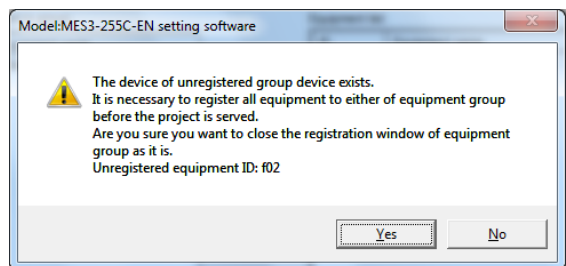 Model:MES3-255C-EN setting software
The device of unregistered group device exists.
It is necessary to register all equipment to either of equipment group
before the project is served.
Are you sure you want to close the registration window of equipment
group as it is.
Unregistered equipment ID: f02
Yes
No